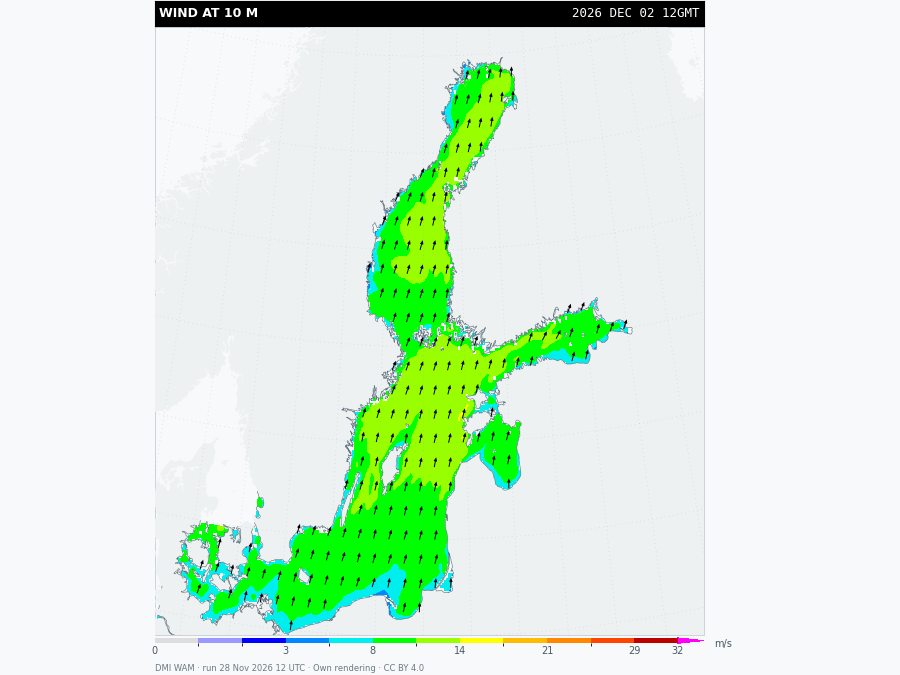 WIND AT 10 M 2026 DEC 02 12GMT
0 3 8 14 21 29 32 m/s
DMI WAM · run 28 Nov 2026 12 UTC · Own rendering · CC BY 4.0